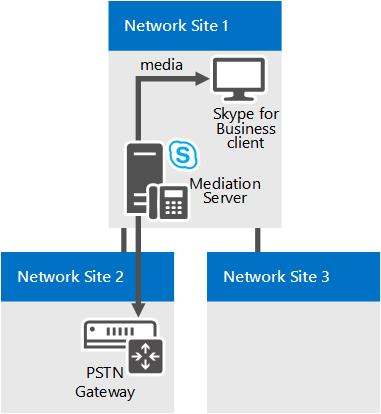 Network Site 1
media
Skype for
Business
client
Mediation
Server
Network Site 2
Network Site 3
PSTN
Gateway